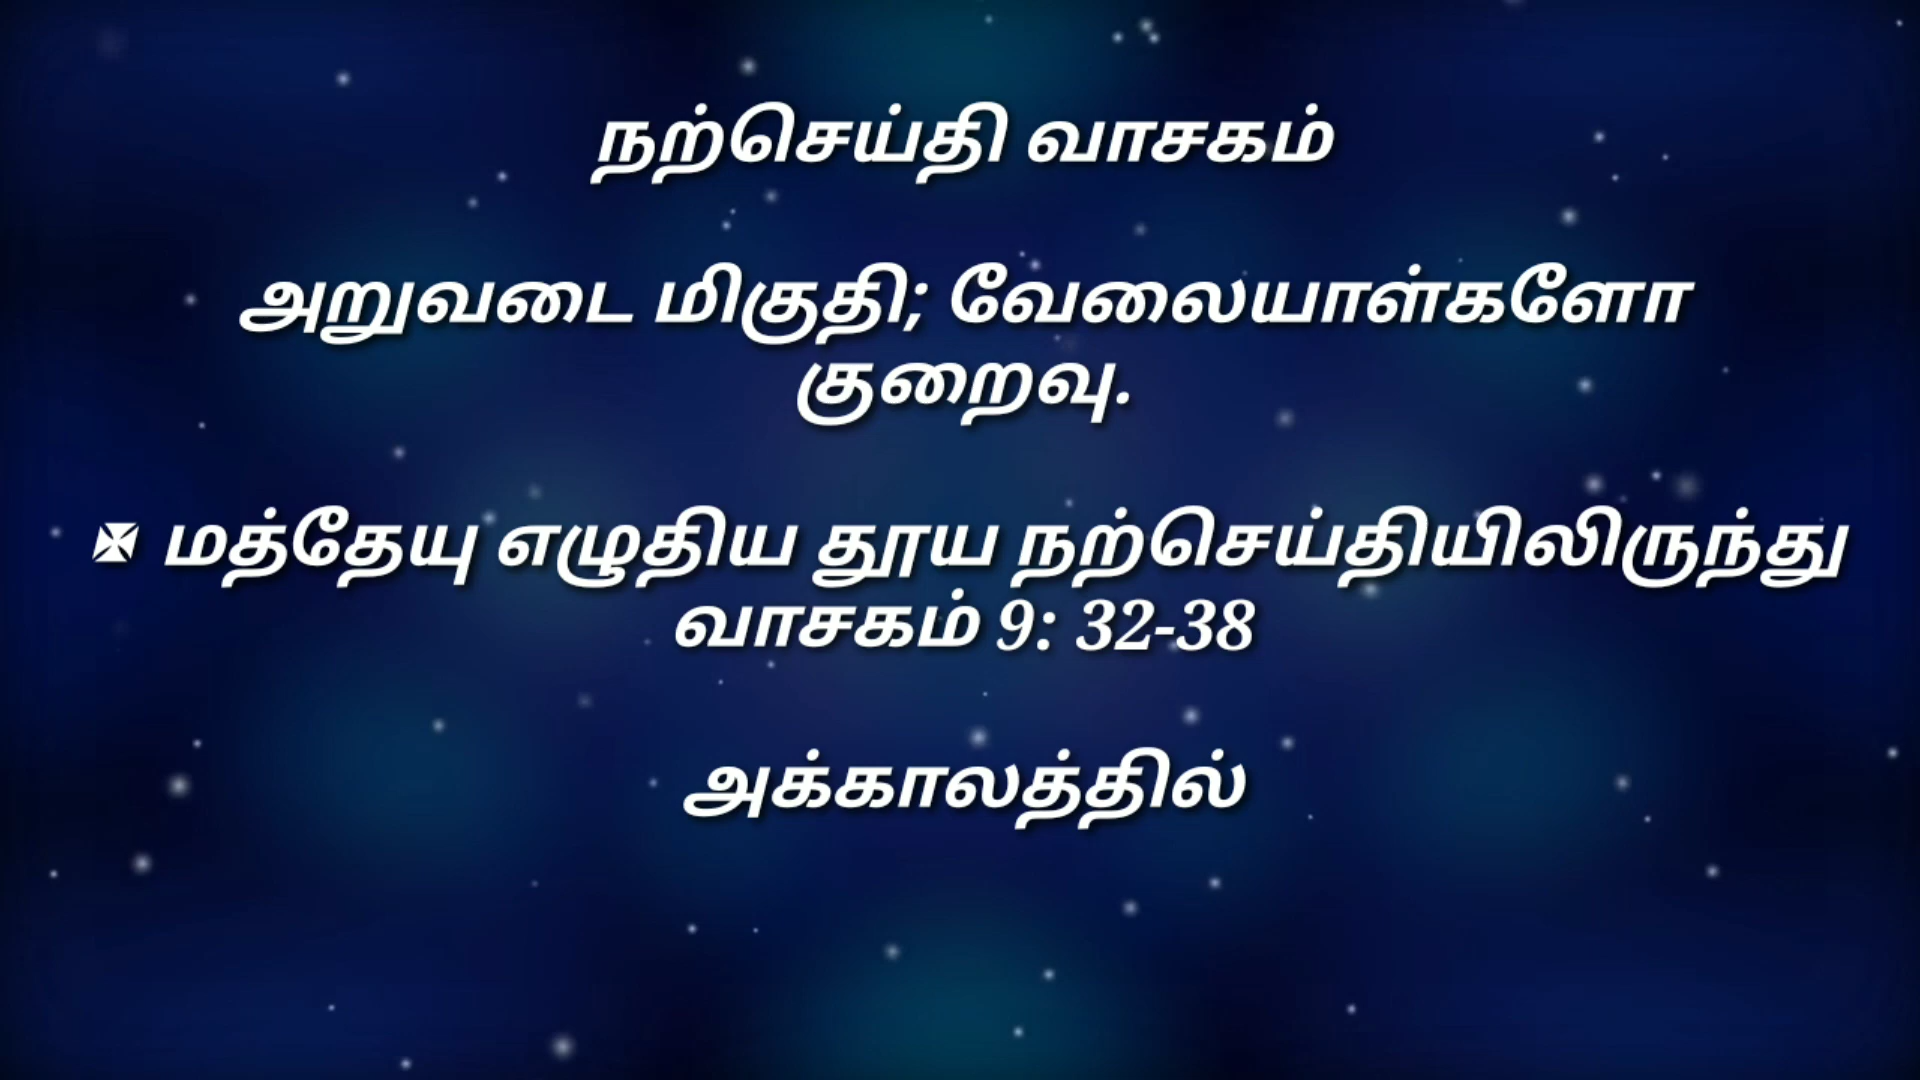 நற்செய்தி வாசகம்
அறுவடை மிகுதி; வேலையாள்களோ
குறைவு.
✠ மத்தேயு எழுதிய தூய நற்செய்தியிலிருந்து
வாசகம் 9: 32-38
அக்காலத்தில்